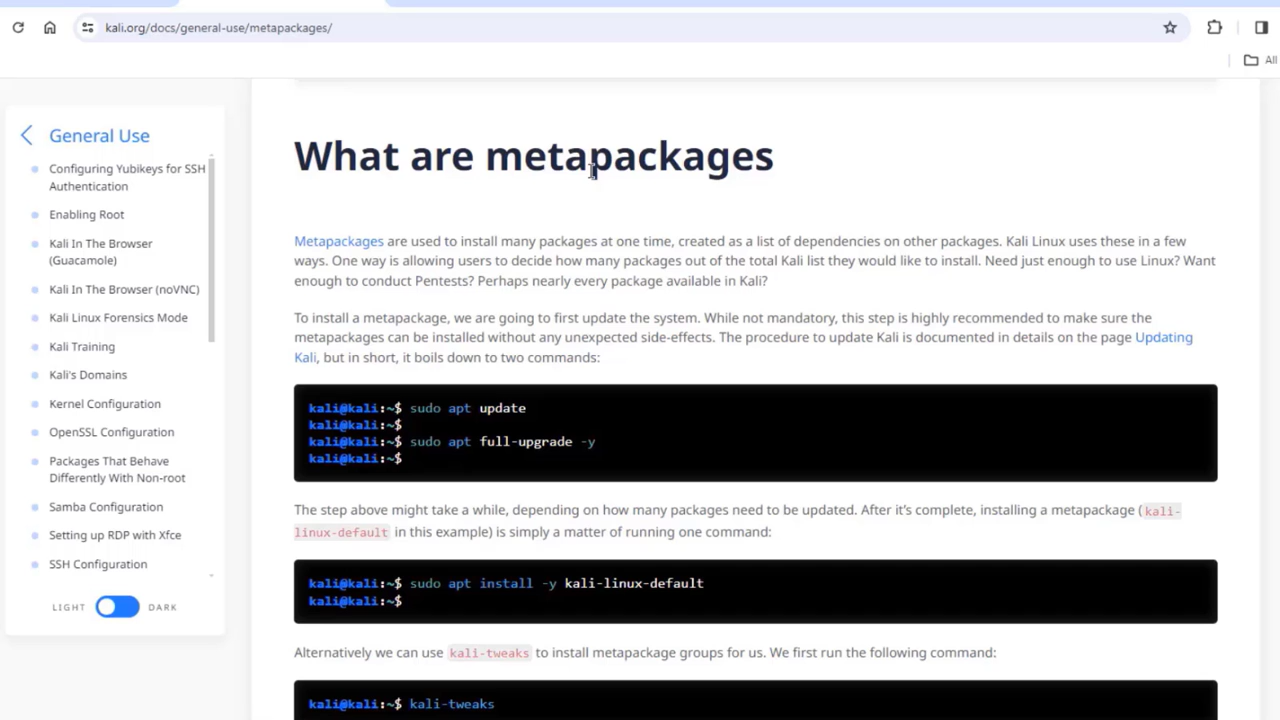 kali.org/docs/general-use/metapackages/
All
General Use
Configuring Yubikeys for SSH
Authentication
Enabling Root
Kali In The Browser
(Guacamole)
Kali In The Browser (noVNC)
Kali Linux Forensics Mode
Kali Training
Kali's Domains
Kernel Configuration
OpenSSL Configuration
Packages That Behave
Differently With Non-root
Samba Configuration
Setting up RDP with Xfce
SSH Configuration
LIGHT DARK
What are metapackages
Metapackages are used to install many packages at one time, created as a list of dependencies on other packages. Kali Linux uses these in a few
ways. One way is allowing users to decide how many packages out of the total Kali list they would like to install. Need just enough to use Linux? Want
enough to conduct Pentests? Perhaps nearly every package available in Kali?
To install a metapackage, we are going to first update the system. While not mandatory, this step is highly recommended to make sure the
metapackages can be installed without any unexpected side-effects. The procedure to update Kali is documented in details on the page Updating
Kali, but in short, it boils down to two commands:
kali@kali:~$ sudo apt update
kali@kali:~$
kali@kali:~$ sudo apt full-upgrade -y
kali@kali:~$
The step above might take a while, depending on how many packages need to be updated. After it's complete, installing a metapackage (kali-
linux-default in this example) is simply a matter of running one command:
kali@kali:~$ sudo apt install -y kali-linux-default
kali@kali:~$
Alternatively we can use kali-tweaks to install metapackage groups for us. We first run the following command:
kali@kali:~$ kali-tweaks